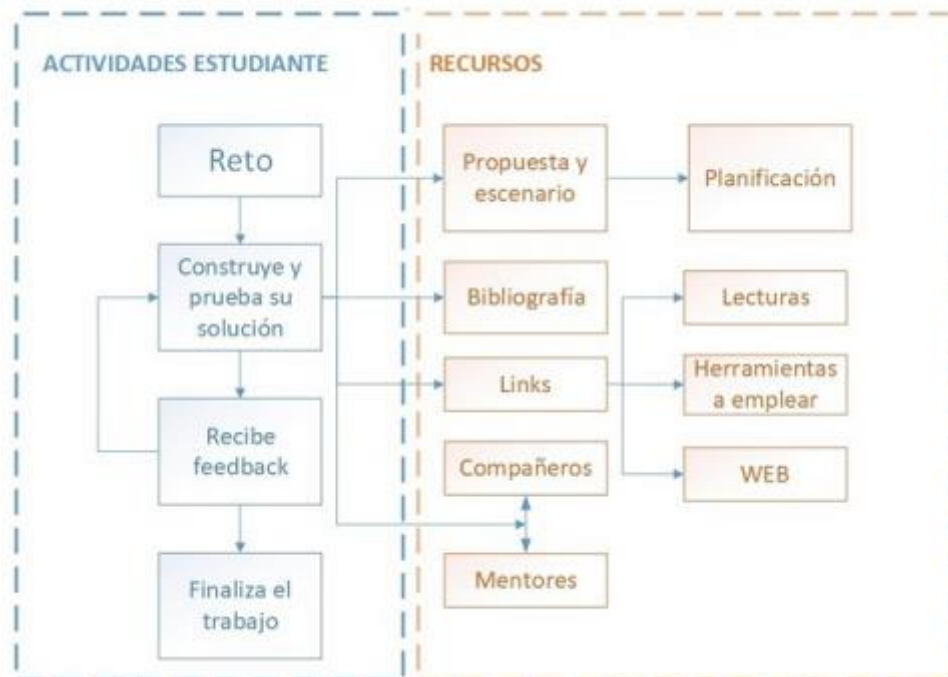 ACTIVIDADES ESTUDIANTE
Reto
Construye y
prueba su
solución
Recibe
feedback
Finaliza el
trabajo
RECURSOS
Propuesta y
escenario
Planificación
Bibliografía
Links
Lecturas
Herramientas
a emplear
WEB
Compañeros
Mentores